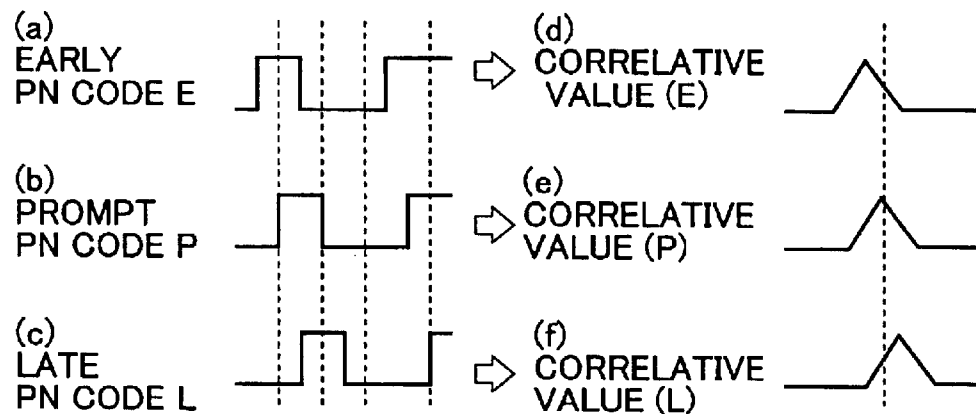 (a)
EARLY
PN CODE E
(d)
CORRELATIVE
VALUE (E)
(b)
PROMPT
PN CODE P
(e)
CORRELATIVE
VALUE (P)
(c)
LATE
PN CODE L
(f)
CORRELATIVE
VALUE (L)